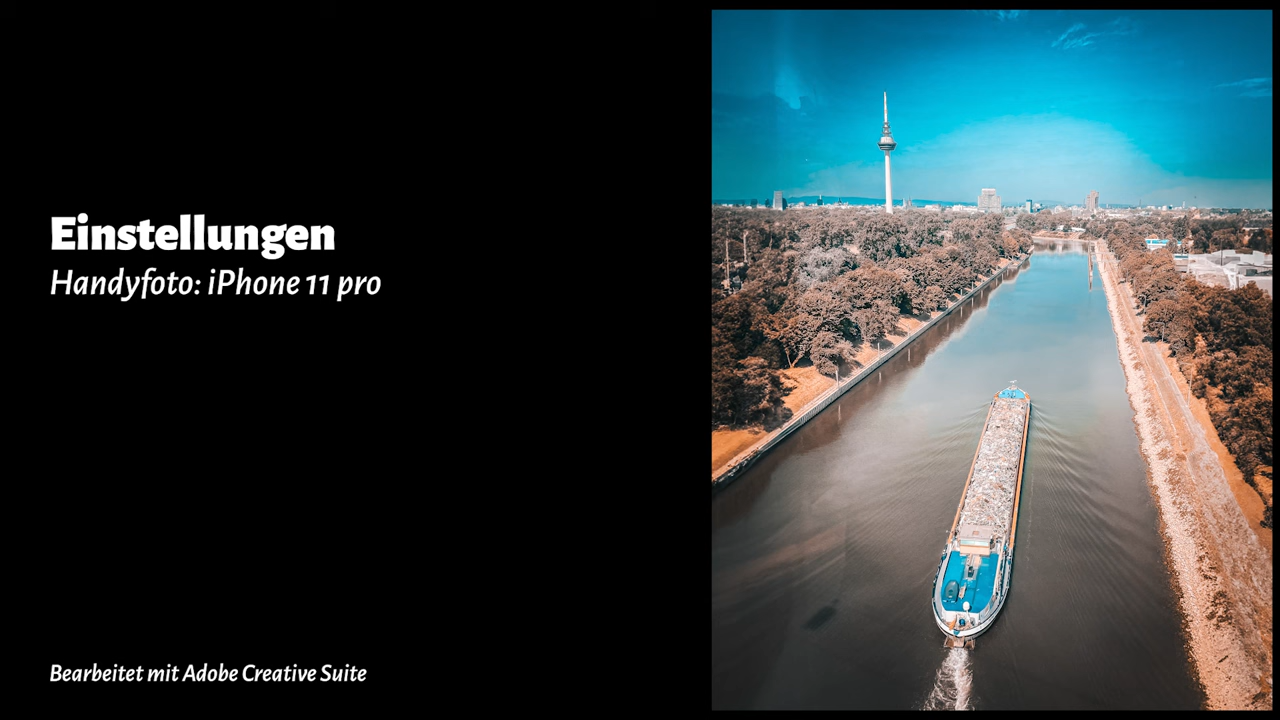 Einstellungen
Handyfoto: iPhone 11 pro
Bearbeitet mit Adobe Creative Suite